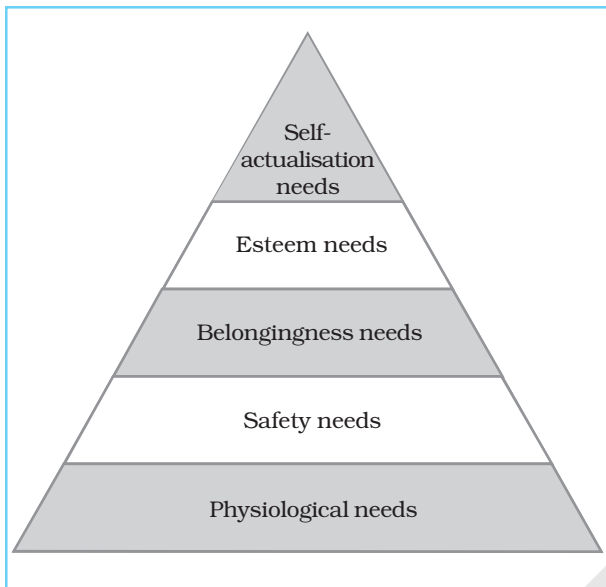 Self-
actualisation
needs
Esteem needs
Belongingness needs
Safety needs
Physiological needs